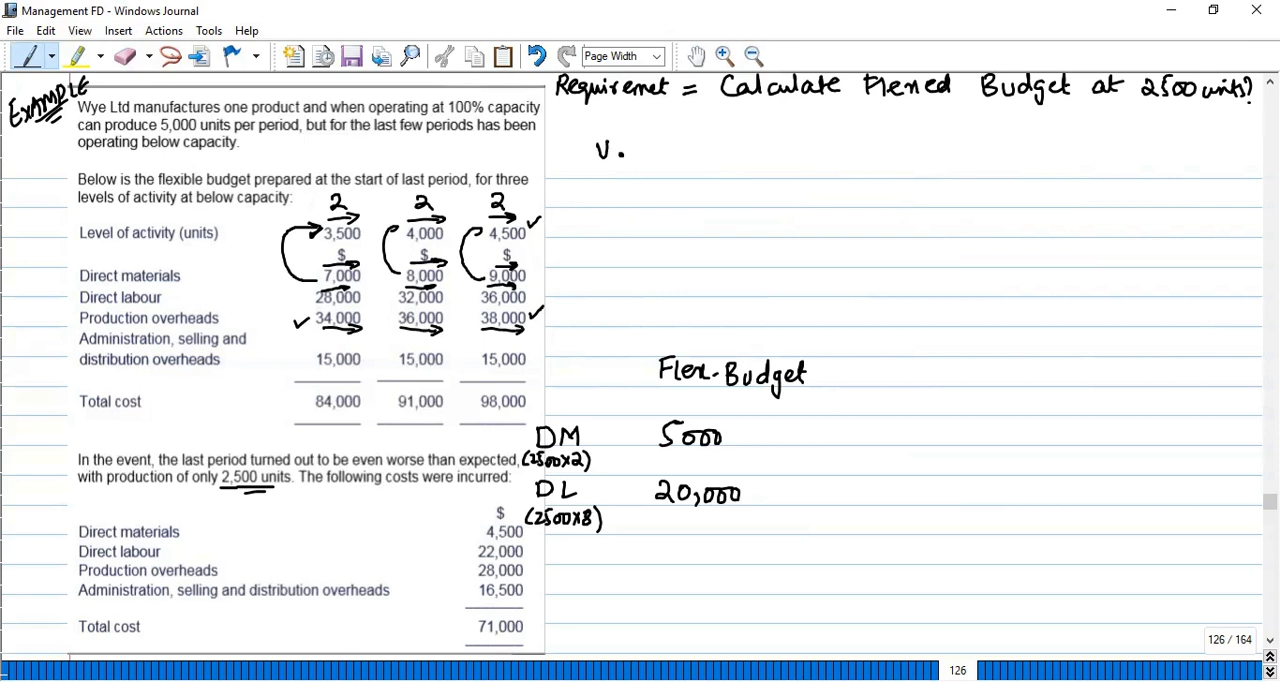 Management FD - Windows Journal
File Edit View Insert Actions Tools Help
Page Width
EXAMPLE
Requiremet = Calculate Flexed Budget at 2500 units?
Wye Ltd manufactures one product and when operating at 100% capacity
can produce 5,000 units per period, but for the last few periods has been
operating below capacity.
V.
Below is the flexible budget prepared at the start of last period, for three
levels of activity at below capacity:
2 2 2
Level of activity (units) 3,500 4,000 4,500
$ $ $
Direct materials 7,000 8,000 9,000
Direct labour 28,000 32,000 36,000
Production overheads 34,000 36,000 38,000
Administration, selling and
distribution overheads 15,000 15,000 15,000
Total cost 84,000 91,000 98,000
In the event, the last period turned out to be even worse than expected,
with production of only 2,500 units. The following costs were incurred:
$
Direct materials 4,500
Direct labour 22,000
Production overheads 28,000
Administration, selling and distribution overheads 16,500
Total cost 71,000
Flex. Budget
DM 5000
(2500x2)
DL 20,000
(2500x8)
126 / 164
126